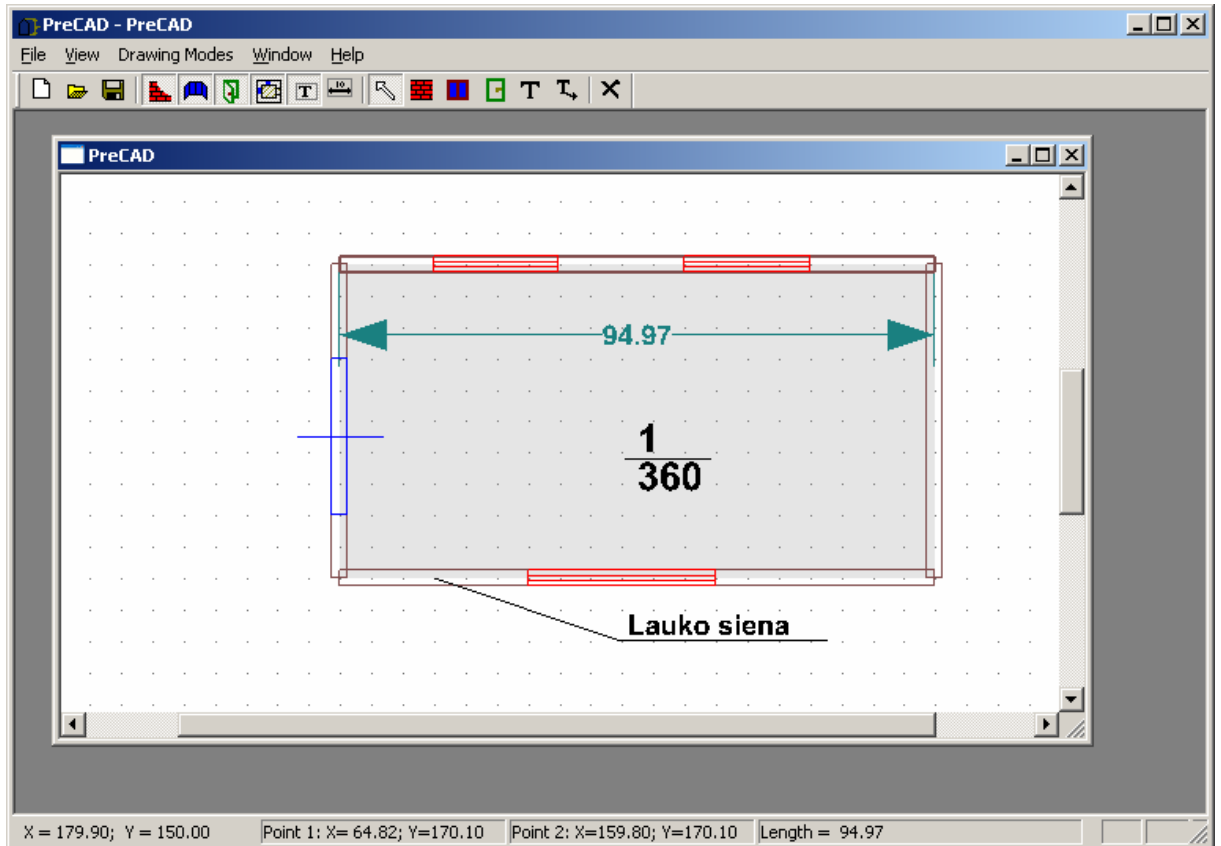 PreCAD - PreCAD
File View Drawing Modes Window Help
T 10 T T
PreCAD
94.97
1
360
Lauko siena
X = 179.90; Y = 150.00 Point 1: X= 64.82; Y=170.10 Point 2: X=159.80; Y=170.10 Length = 94.97